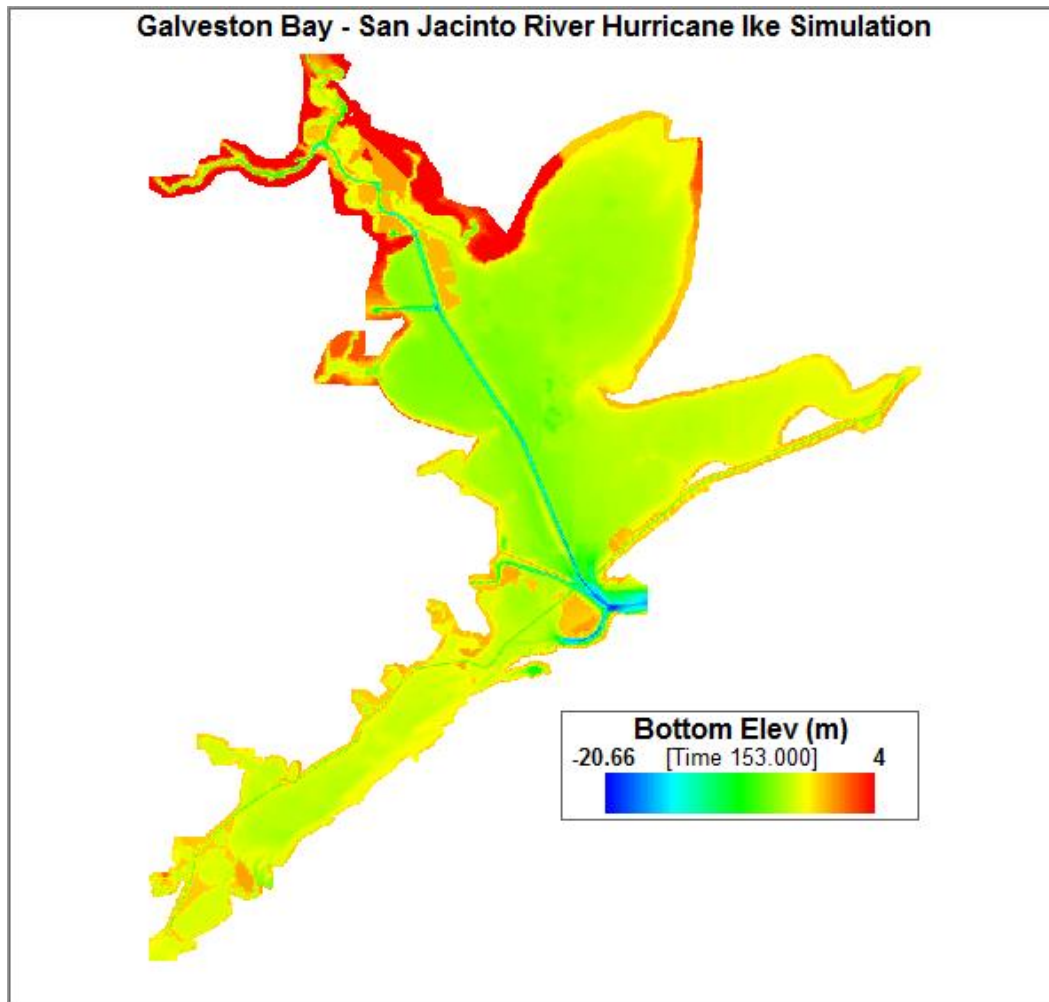 Galveston Bay - San Jacinto River Hurricane Ike Simulation
Bottom Elev (m)
-20.66 [Time 153.000] 4